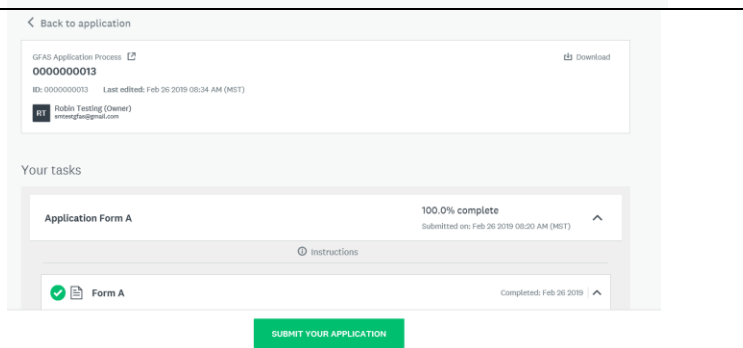 Back to application
GFAS Application Process
Download
0000000013
ID: 0000000013 Last edited: Feb 26 2019 08:34 AM (MST)
RT Robin Testing (Owner)
smtestgfas@gmail.com
Your tasks
Application Form A
100.0% complete
Submitted on: Feb 26 2019 08:20 AM (MST)
Instructions
Form A
Completed: Feb 26 2019
SUBMIT YOUR APPLICATION